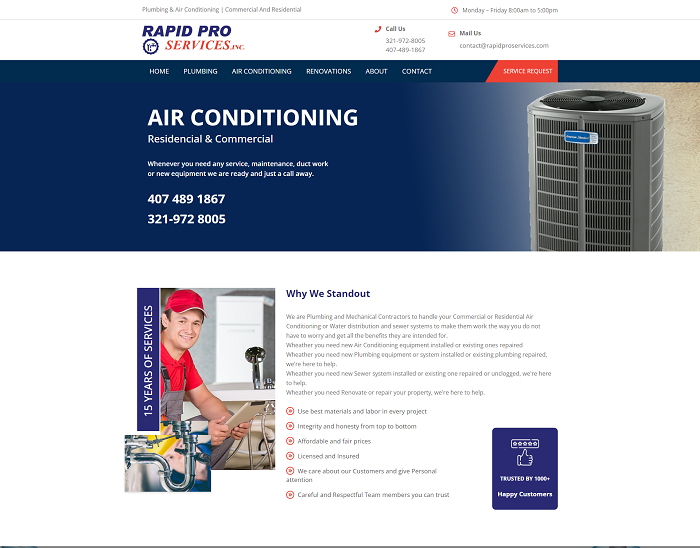 Plumbing & Air Conditioning | Commercial And Residential
Monday – Friday 8:00am to 5:00pm
RAPID PRO
SERVICES.INC.
Call Us
321-972-8005
407-489-1867
Mail Us
contact@rapidproservices.com
HOME PLUMBING AIR CONDITIONING RENOVATIONS ABOUT CONTACT SERVICE REQUEST
AIR CONDITIONING
Residencial & Commercial
Whenever you need any service, maintenance, duct work
or new equipment we are ready and just a call away.
407 489 1867
321-972 8005
15 YEARS OF SERVICES
Why We Standout
We are Plumbing and Mechanical Contractors to handle your Commercial or Residential Air
Conditioning or Water distribution and sewer systems to make them work the way you do not
have to worry and get all the benefits they are intended for.
Wheather you need new Air Conditioning equipment installed or existing ones repaired
Wheather you need new Plumbing equipment or system installed or existing plumbing repaired,
we're here to help.
Wheather you need new Sewer system installed or existing one repaired or unclogged, we're here
to help.
Wheather you need Renovate or repair your property, we're here to help.
Use best materials and labor in every project
Integrity and honesty from top to bottom
Affordable and fair prices
Licensed and Insured
We care about our Customers and give Personal
attention
Careful and Respectful Team members you can trust
TRUSTED BY 1000+
Happy Customers